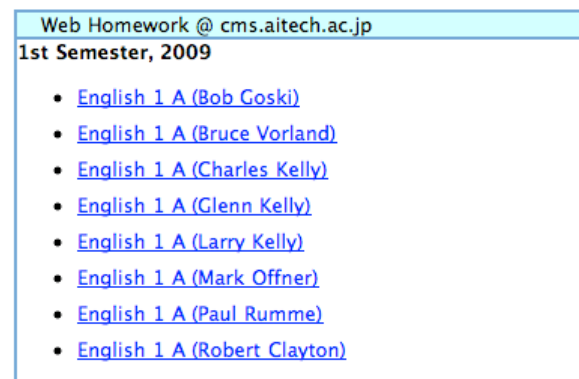 Web Homework @ cms.aitech.ac.jp
1st Semester, 2009
English 1 A (Bob Goski)
English 1 A (Bruce Vorland)
English 1 A (Charles Kelly)
English 1 A (Glenn Kelly)
English 1 A (Larry Kelly)
English 1 A (Mark Offner)
English 1 A (Paul Rumme)
English 1 A (Robert Clayton)